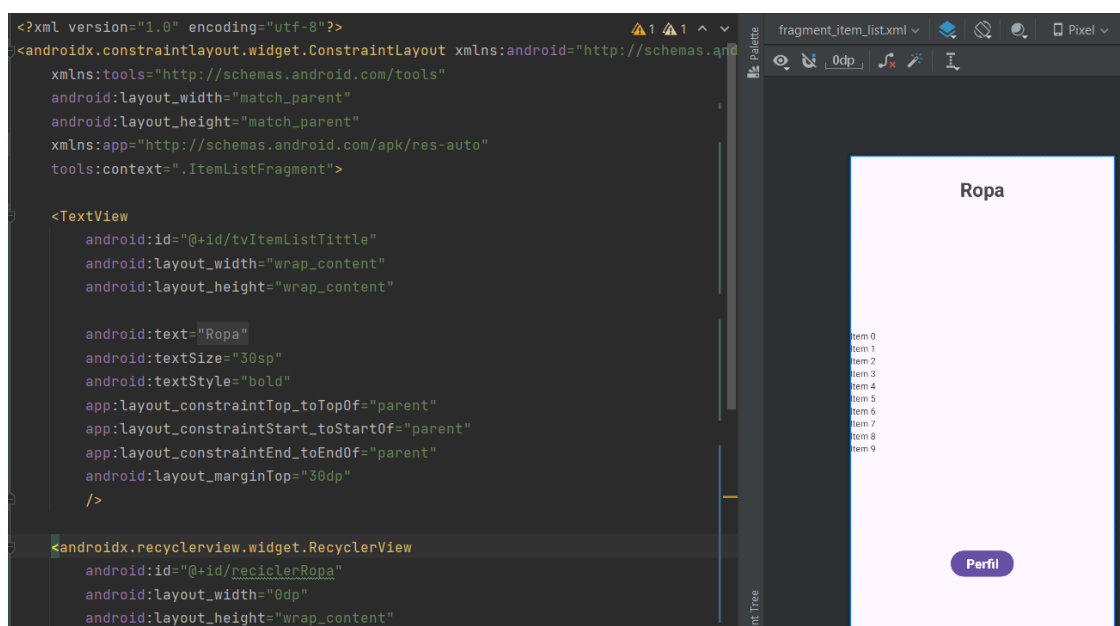 <?xml version="1.0" encoding="utf-8"?>
1 1
<androidx.constraintlayout.widget.ConstraintLayout xmlns:android="http://schemas.and
xmlns:tools="http://schemas.android.com/tools"
android:layout_width="match_parent"
android:layout_height="match_parent"
xmlns:app="http://schemas.android.com/apk/res-auto"
tools:context=".ItemListFragment">
<TextView
android:id="@+id/tvItemListTittle"
android:layout_width="wrap_content"
android:layout_height="wrap_content"
android:text="Ropa"
android:textSize="30sp"
android:textStyle="bold"
app:layout_constraintTop_toTopOf="parent"
app:layout_constraintStart_toStartOf="parent"
app:layout_constraintEnd_toEndOf="parent"
android:layout_marginTop="30dp"
/>
<androidx.recyclerview.widget.RecyclerView
android:id="@+id/reciclerRopa"
android:layout_width="0dp"
android:layout_height="wrap_content"
Palette
nt Tree
fragment_item_list.xml
Pixel
0dp
Ropa
Item 0
Item 1
Item 2
Item 3
Item 4
Item 5
Item 6
Item 7
Item 8
Item 9
Perfil